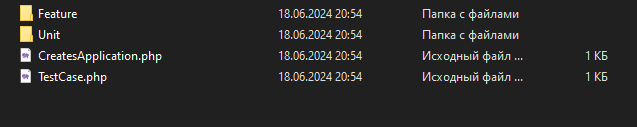 Feature 18.06.2024 20:54 Папка с файлами
Unit 18.06.2024 20:54 Папка с файлами
CreatesApplication.php 18.06.2024 20:54 Исходный файл ... 1 КБ
TestCase.php 18.06.2024 20:54 Исходный файл ... 1 КБ